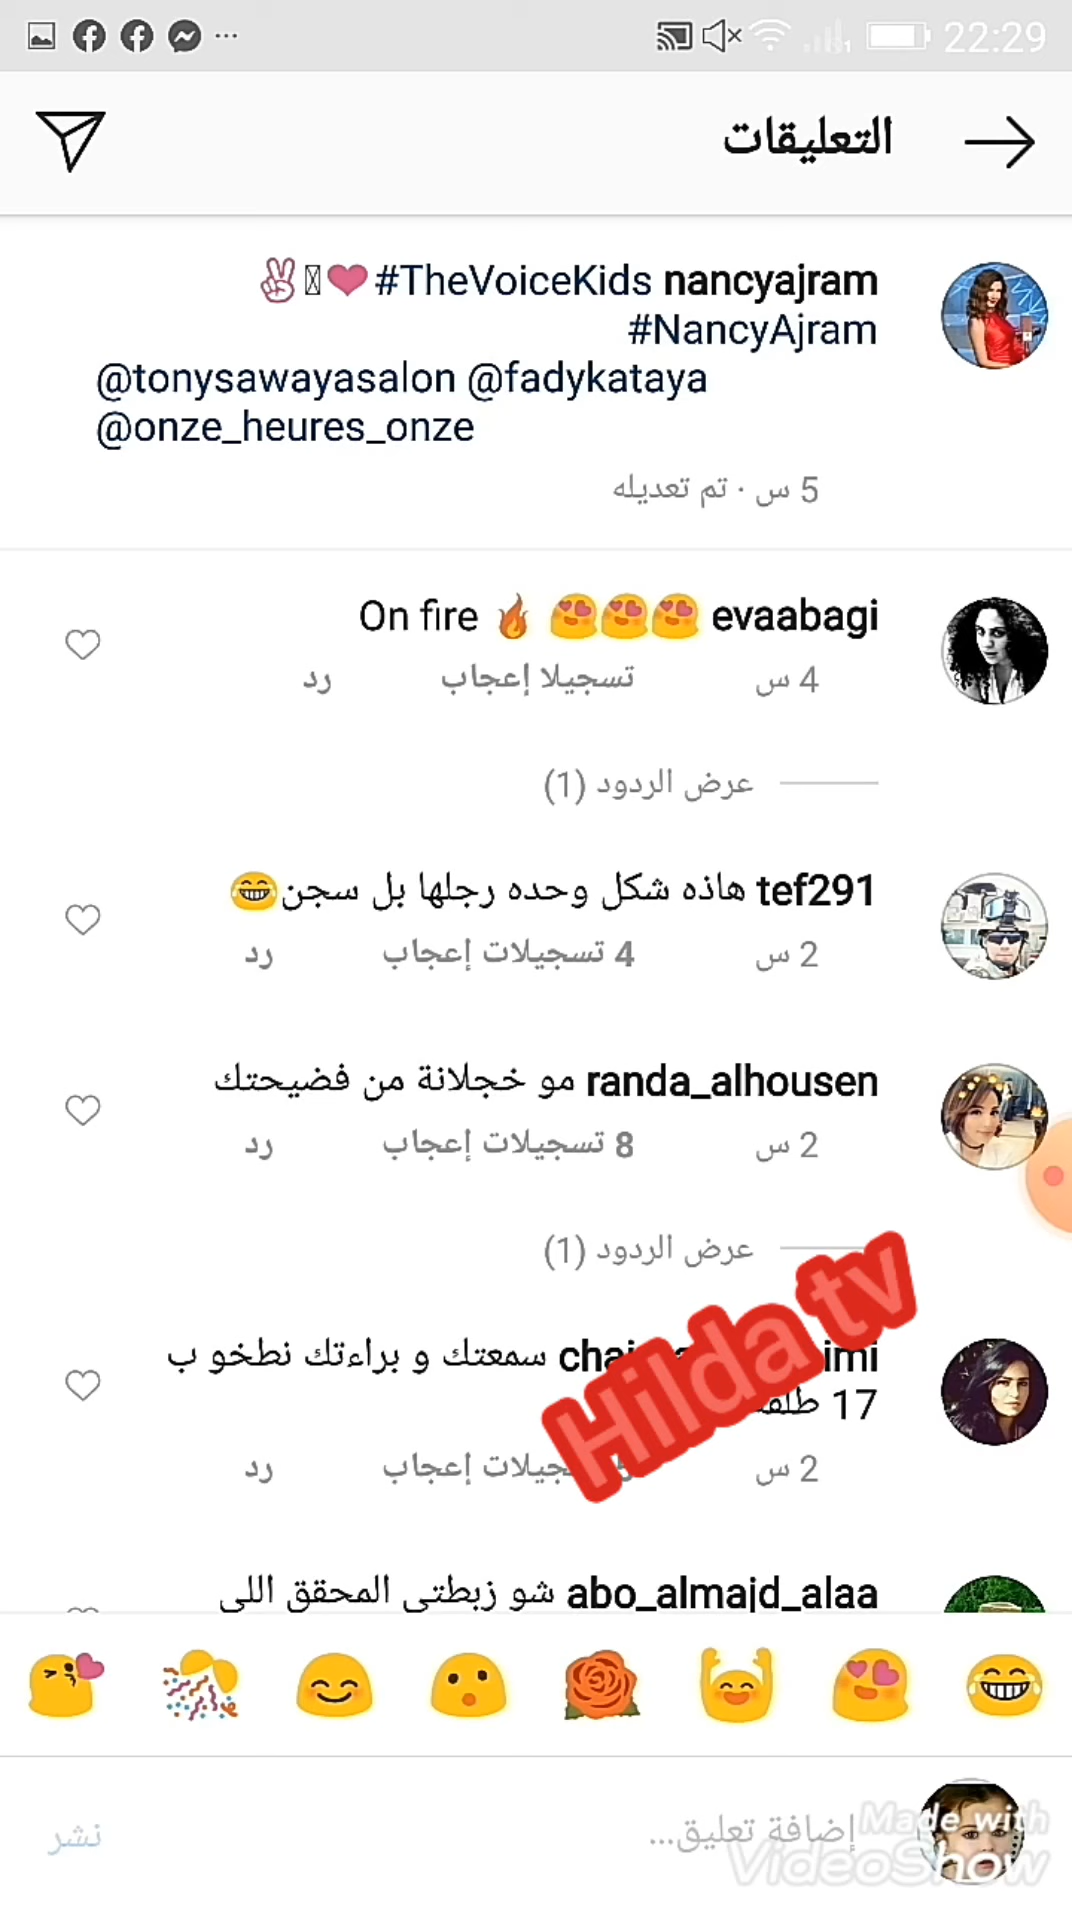 22:29
التعليقات
nancyajram #TheVoiceKids❤✌
#NancyAjram
@tonysawayasalon @fadykataya
@onze_heures_onze
5 س · تم تعديله
evaabagi 😍😍😍 🔥 On fire
4 س تسجيلا إعجاب رد
عرض الردود (1)
tef291 هاذه شكل وحده رجلها بل سجن😂
2 س 4 تسجيلات إعجاب رد
randa_alhousen مو خجلانة من فضيحتك
2 س 8 تسجيلات إعجاب رد
عرض الردود (1)
Hilda tv
سمعتك و براءتك نطخو ب
17
2 س إعجاب رد
abo_almajd_alaa شو زبطتي المحقق اللي
إضافة تعليق...
نشر
Made with
VideoShow